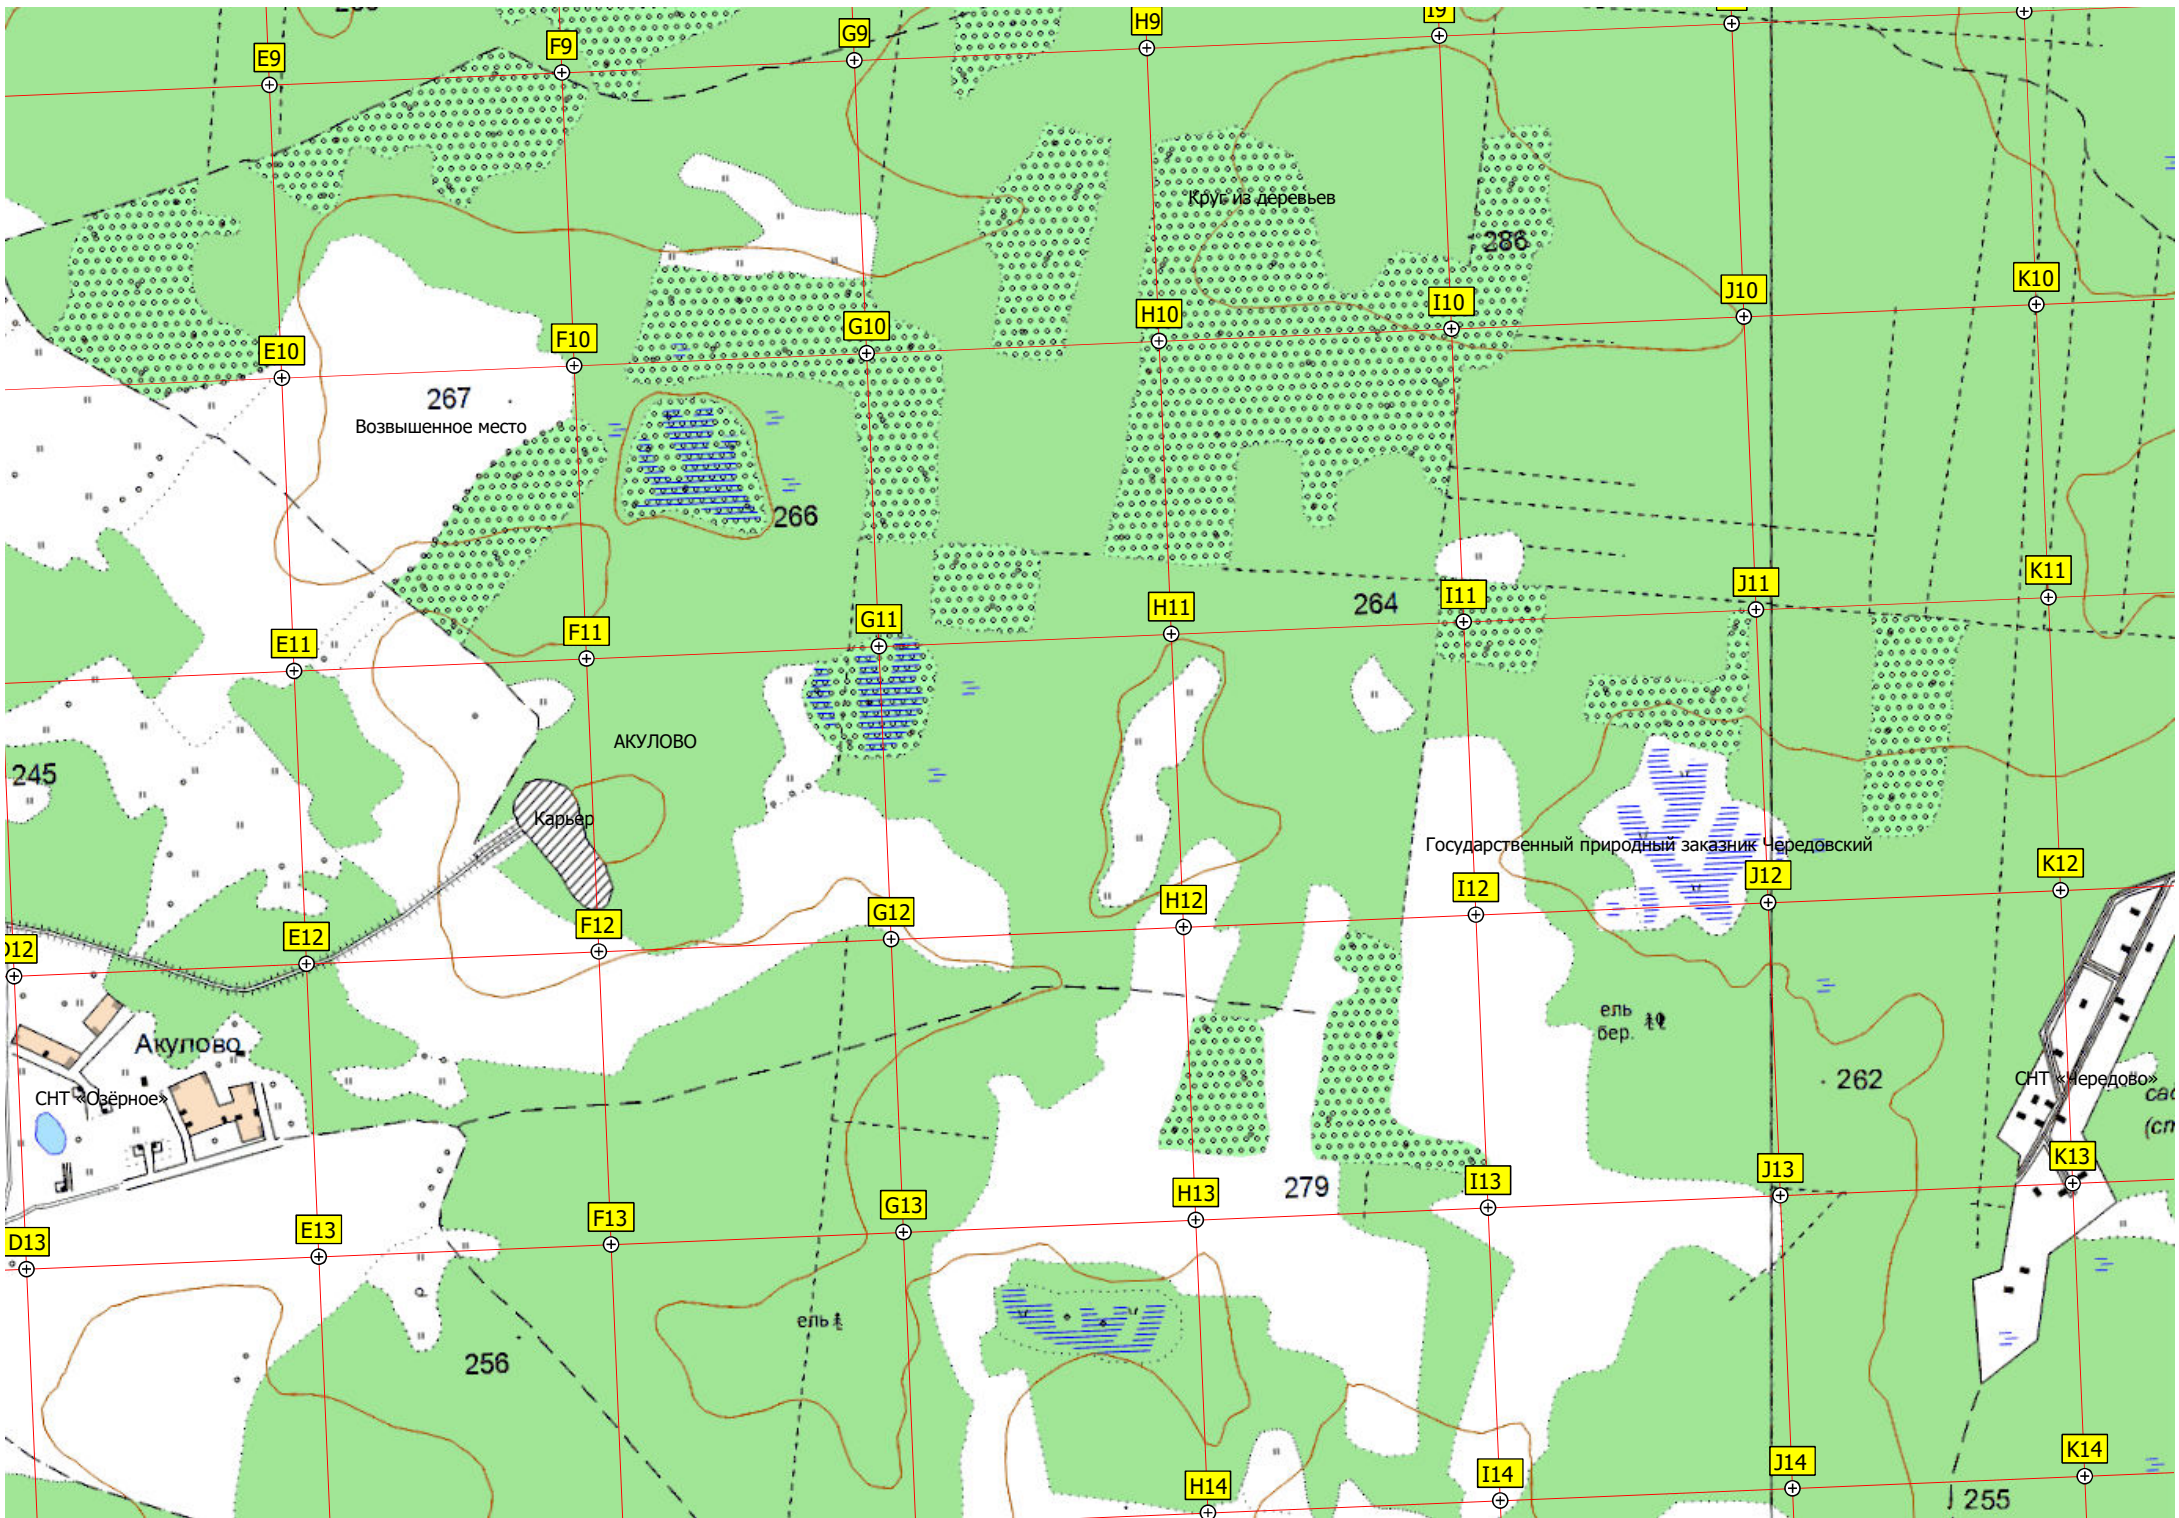 E9
F9
G9
H9
I9
Круг из деревьев
286
E10
F10
G10
H10
I10
J10
K10
267
Возвышенное место
266
E11
F11
G11
H11
264
I11
J11
K11
АКУЛОВО
245
Карьер
Государственный природный заказник Чередовский
E12
F12
G12
H12
I12
J12
K12
ель
бер.
Акулово
СНТ «Озёрное»
262
СНТ «Чередово»
D13
E13
F13
G13
H13
279
I13
J13
K13
ель
256
H14
I14
J14
K14
255